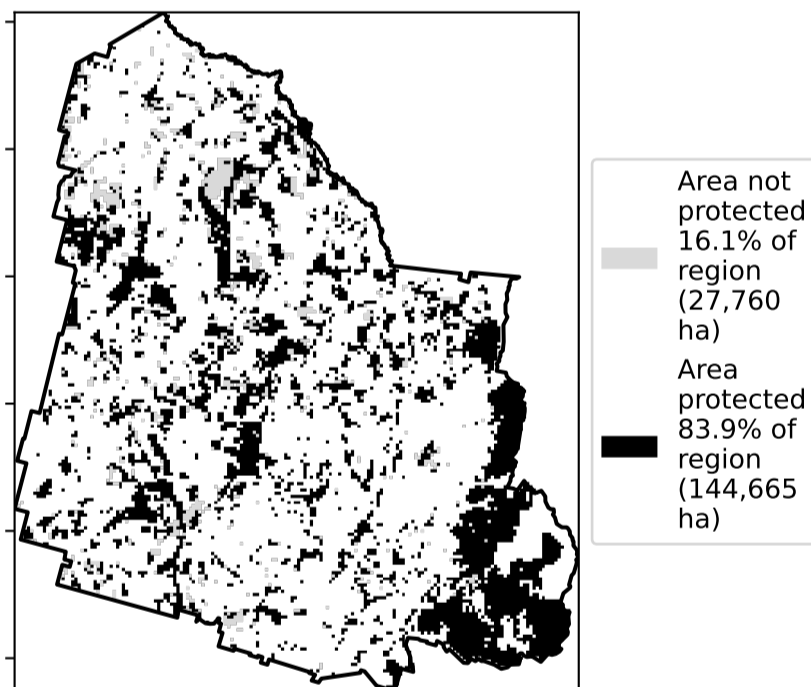 Area not
protected
16.1% of
region
(27,760
ha)
Area
protected
83.9% of
region
(144,665
ha)